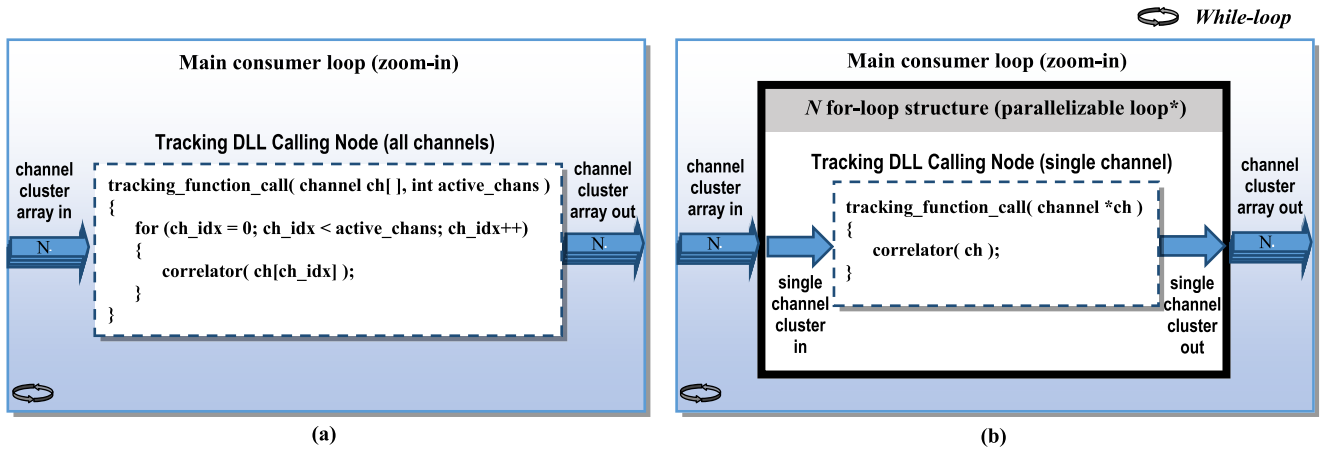 While-loop
Main consumer loop (zoom-in)
Tracking DLL Calling Node (all channels)
channel
cluster
array in
N
tracking_function_call( channel ch[ ], int active_chans )
{
for (ch_idx = 0; ch_idx < active_chans; ch_idx++)
{
correlator( ch[ch_idx] );
}
}
channel
cluster
array out
N
(a)
Main consumer loop (zoom-in)
N for-loop structure (parallelizable loop*)
Tracking DLL Calling Node (single channel)
channel
cluster
array in
N
single
channel
cluster
in
tracking_function_call( channel *ch )
{
correlator( ch );
}
single
channel
cluster
out
channel
cluster
array out
N
(b)